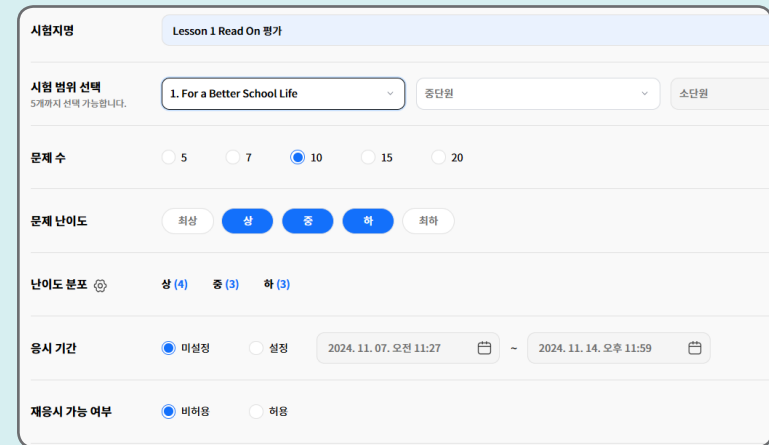 시험지명 Lesson 1 Read On 평가
시험 범위 선택 1. For a Better School Life 중단원 소단원
5개까지 선택 가능합니다.
문제 수 5 7 10 15 20
문제 난이도 최상 상 중 하 최하
난이도 분포 상 (4) 중 (3) 하 (3)
응시 기간 미설정 설정 2024. 11. 07. 오전 11:27 ~ 2024. 11. 14. 오후 11:59
재응시 가능 여부 비허용 허용